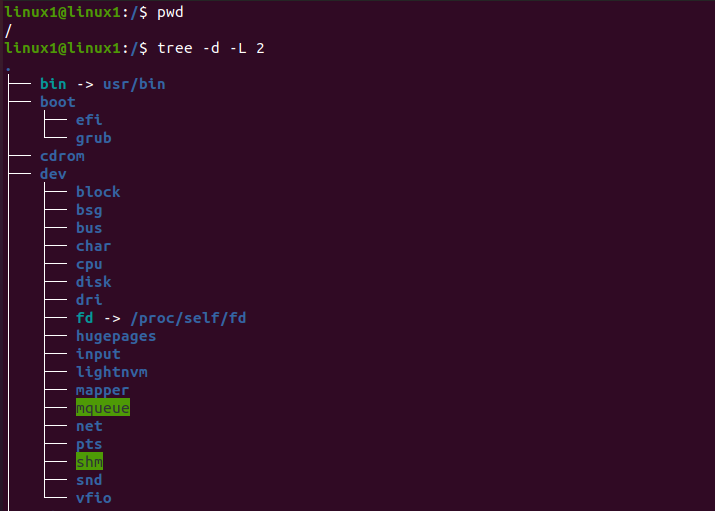 linux1@linux1:/$ pwd
/
linux1@linux1:/$ tree -d -L 2
.
├── bin -> usr/bin
├── boot
│   ├── efi
│   └── grub
├── cdrom
├── dev
│   ├── block
│   ├── bsg
│   ├── bus
│   ├── char
│   ├── cpu
│   ├── disk
│   ├── dri
│   ├── fd -> /proc/self/fd
│   ├── hugepages
│   ├── input
│   ├── lightnvm
│   ├── mapper
│   ├── mqueue
│   ├── net
│   ├── pts
│   ├── shm
│   ├── snd
│   └── vfio